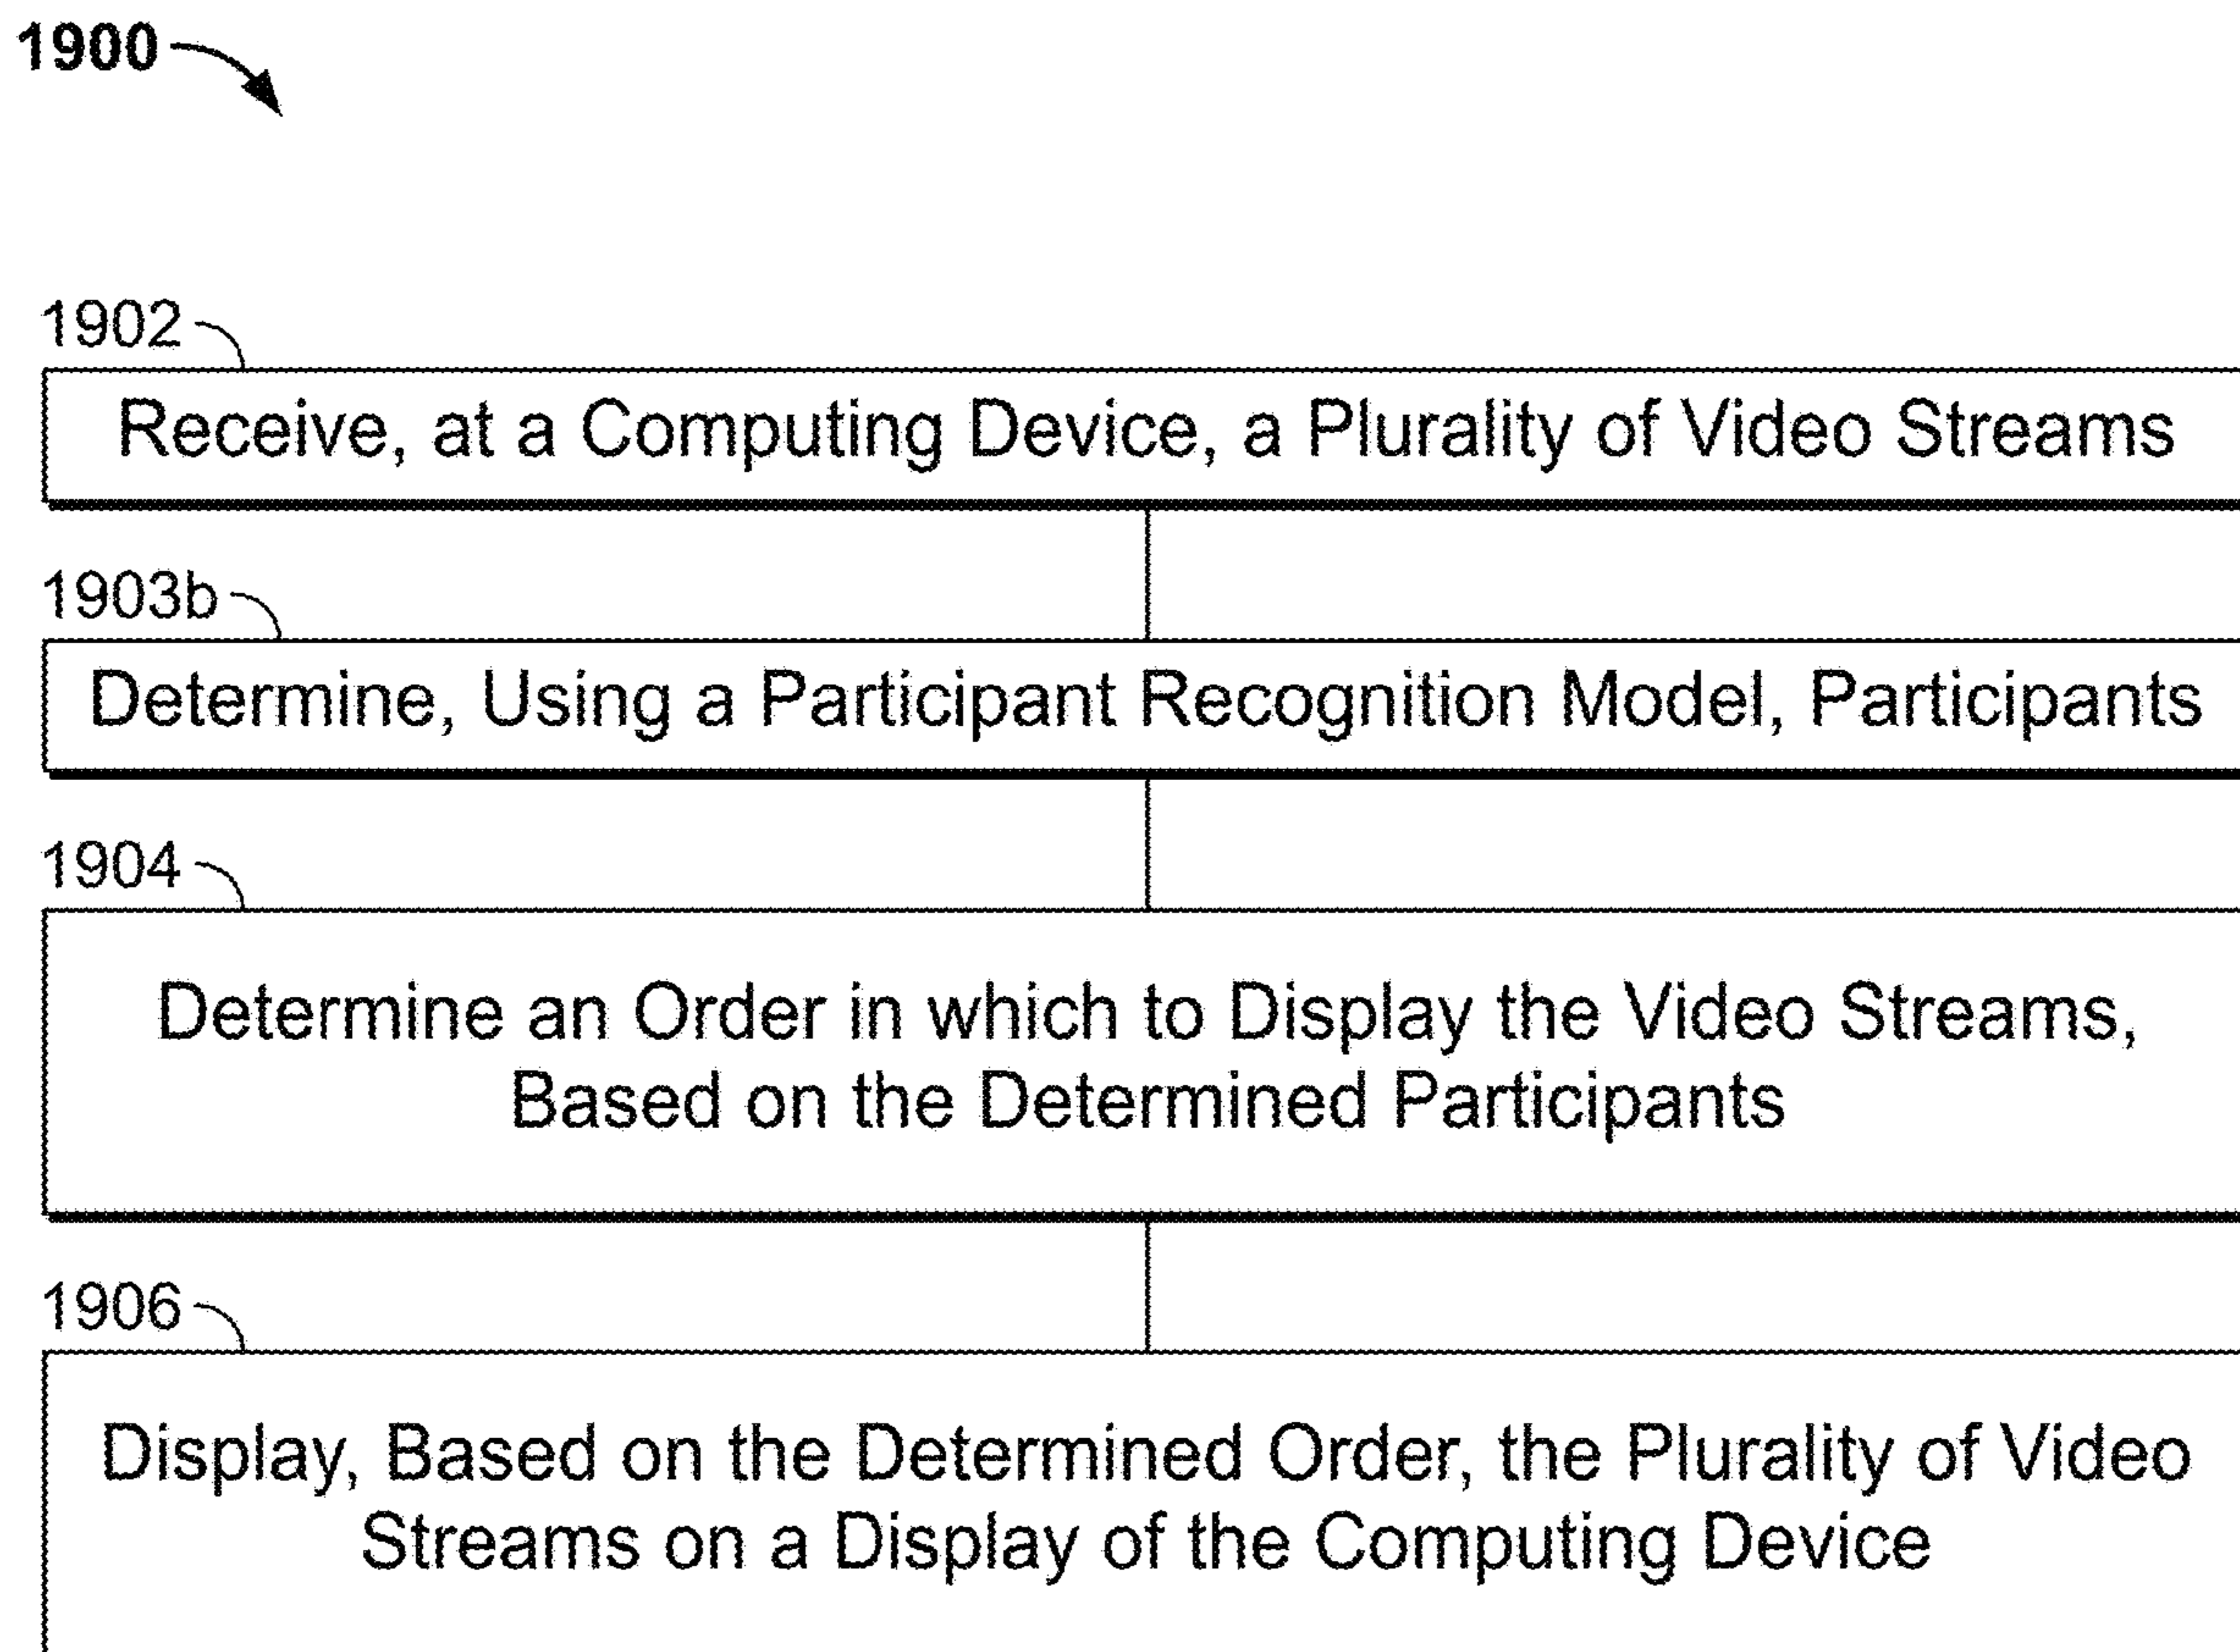 1900
1902
Receive, at a Computing Device, a Plurality of Video Streams
1903b
Determine, Using a Participant Recognition Model, Participants
1904
Determine an Order in which to Display the Video Streams,
Based on the Determined Participants
1906
Display, Based on the Determined Order, the Plurality of Video
Streams on a Display of the Computing Device